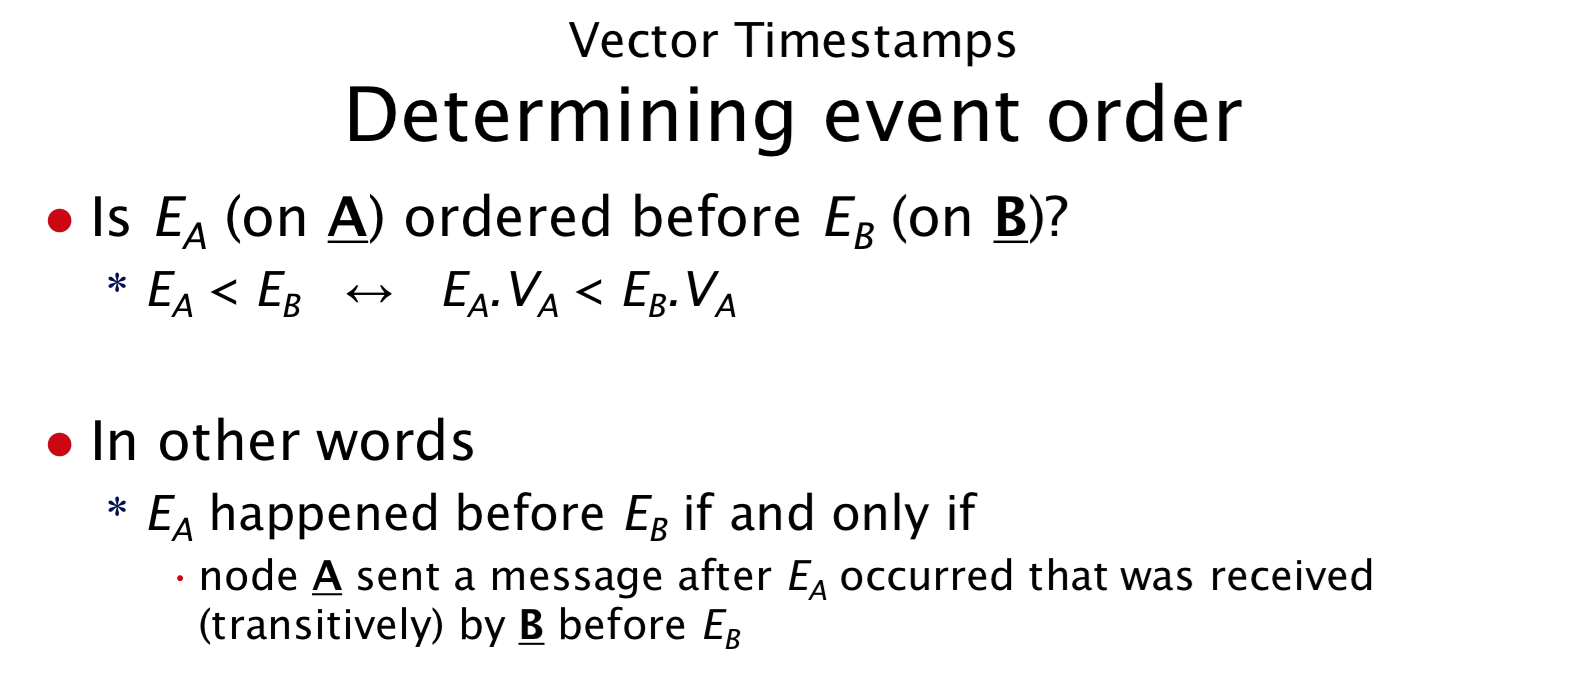 Vector Timestamps
Determining event order
• Is E_A (on A) ordered before E_B (on B)?
* E_A < E_B ↔ E_A.V_A < E_B.V_A
• In other words
* E_A happened before E_B if and only if
• node A sent a message after E_A occurred that was received
(transitively) by B before E_B